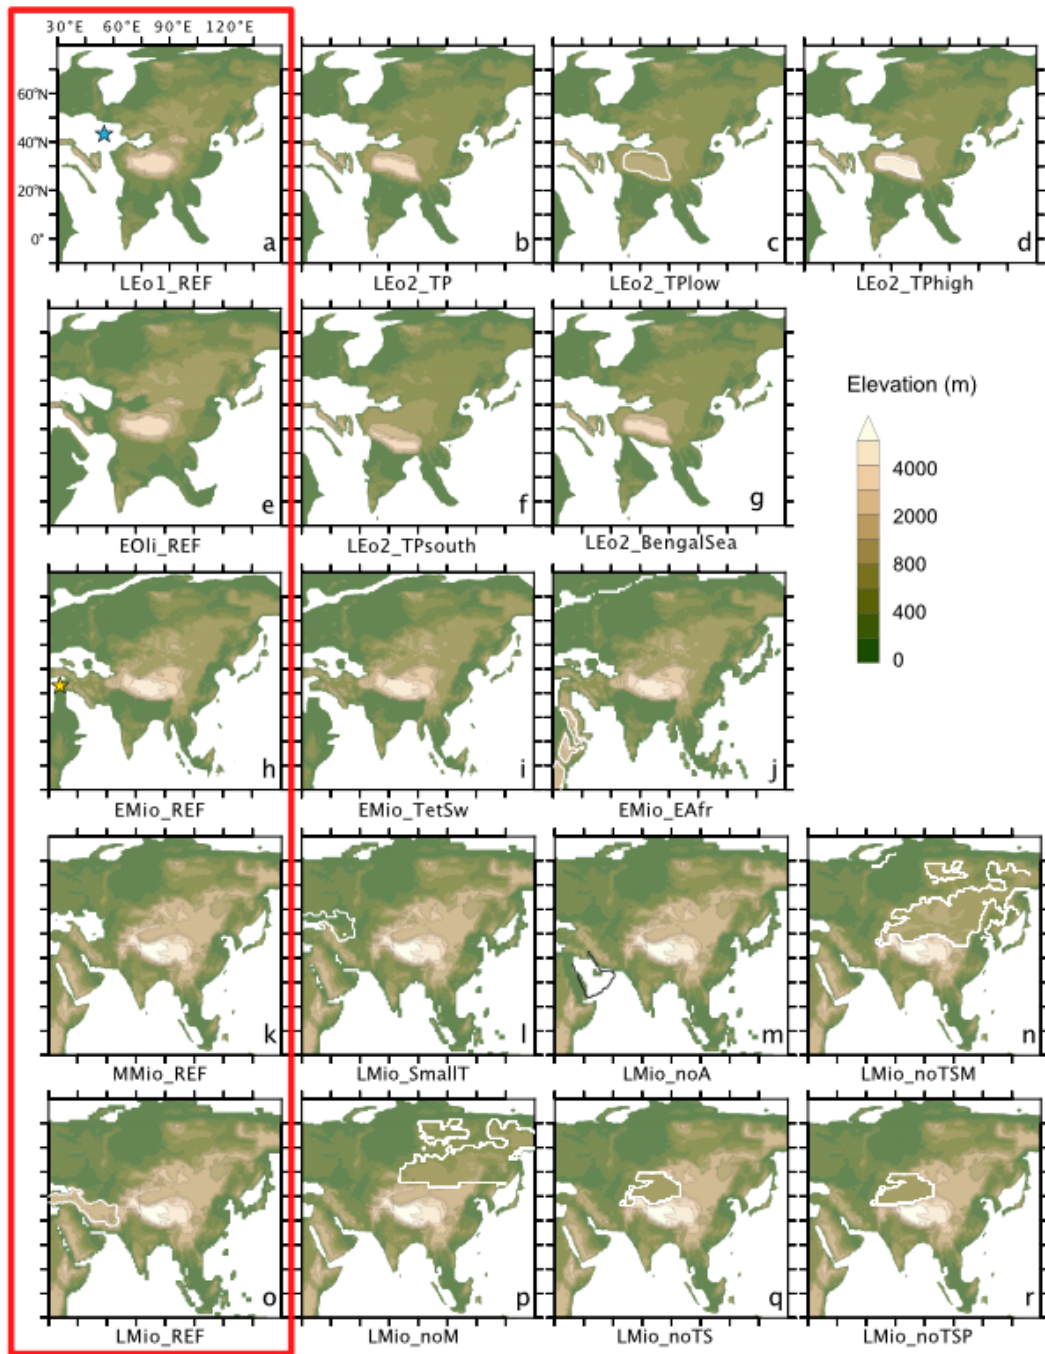 30°E 60°E 90°E 120°E
60°N
40°N
20°N
0°
a
b
c
d
LEo1_REF
LEo2_TP
LEo2_TPlow
LEo2_TPhigh
e
f
g
EOli_REF
LEo2_TPsouth
LEo2_BengalSea
Elevation (m)
4000
2000
800
400
0
h
i
j
EMio_REF
EMio_TetSw
EMio_EAfr
k
l
m
n
MMio_REF
LMio_SmallT
LMio_noA
LMio_noTSM
o
p
q
r
LMio_REF
LMio_noM
LMio_noTS
LMio_noTSP